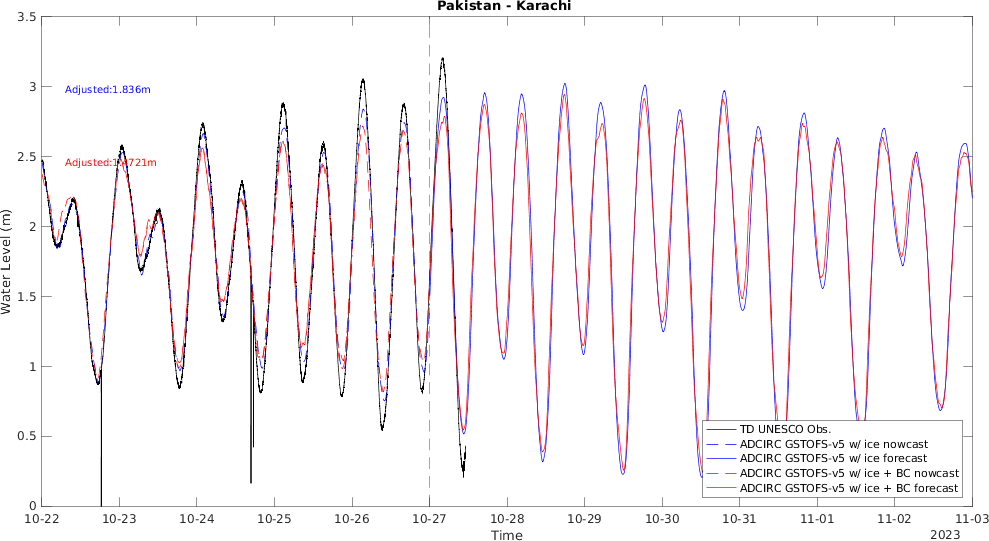 Pakistan - Karachi
3.5
3
2.5
2
1.5
1
0.5
0
Water Level (m)
Adjusted:1.836m
TD UNESCO Obs.
ADCIRC GSTOFS-v5 w/ ice nowcast
ADCIRC GSTOFS-v5 w/ ice forecast
ADCIRC GSTOFS-v5 w/ ice + BC nowcast
ADCIRC GSTOFS-v5 w/ ice + BC forecast
10-22
10-23
10-24
10-25
10-26
10-27
10-28
10-29
10-30
10-31
11-01
11-02
11-03
Time
2023